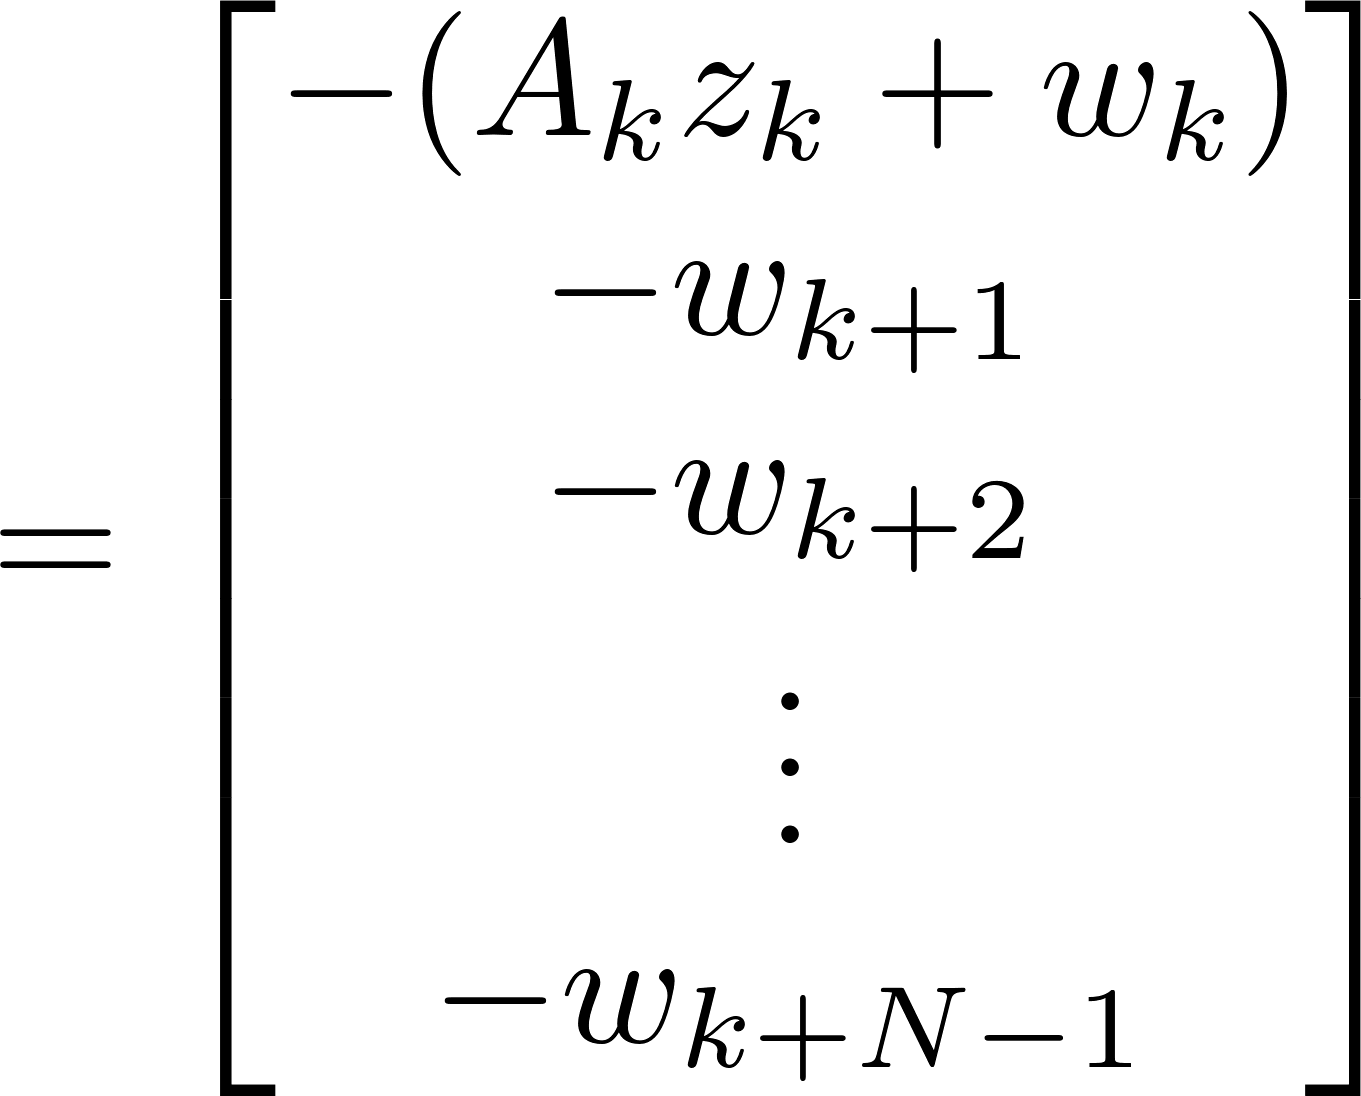 −(A_k z_k + w_k)
−w_{k+1}
−w_{k+2}
=
⋮
−w_{k+N−1}